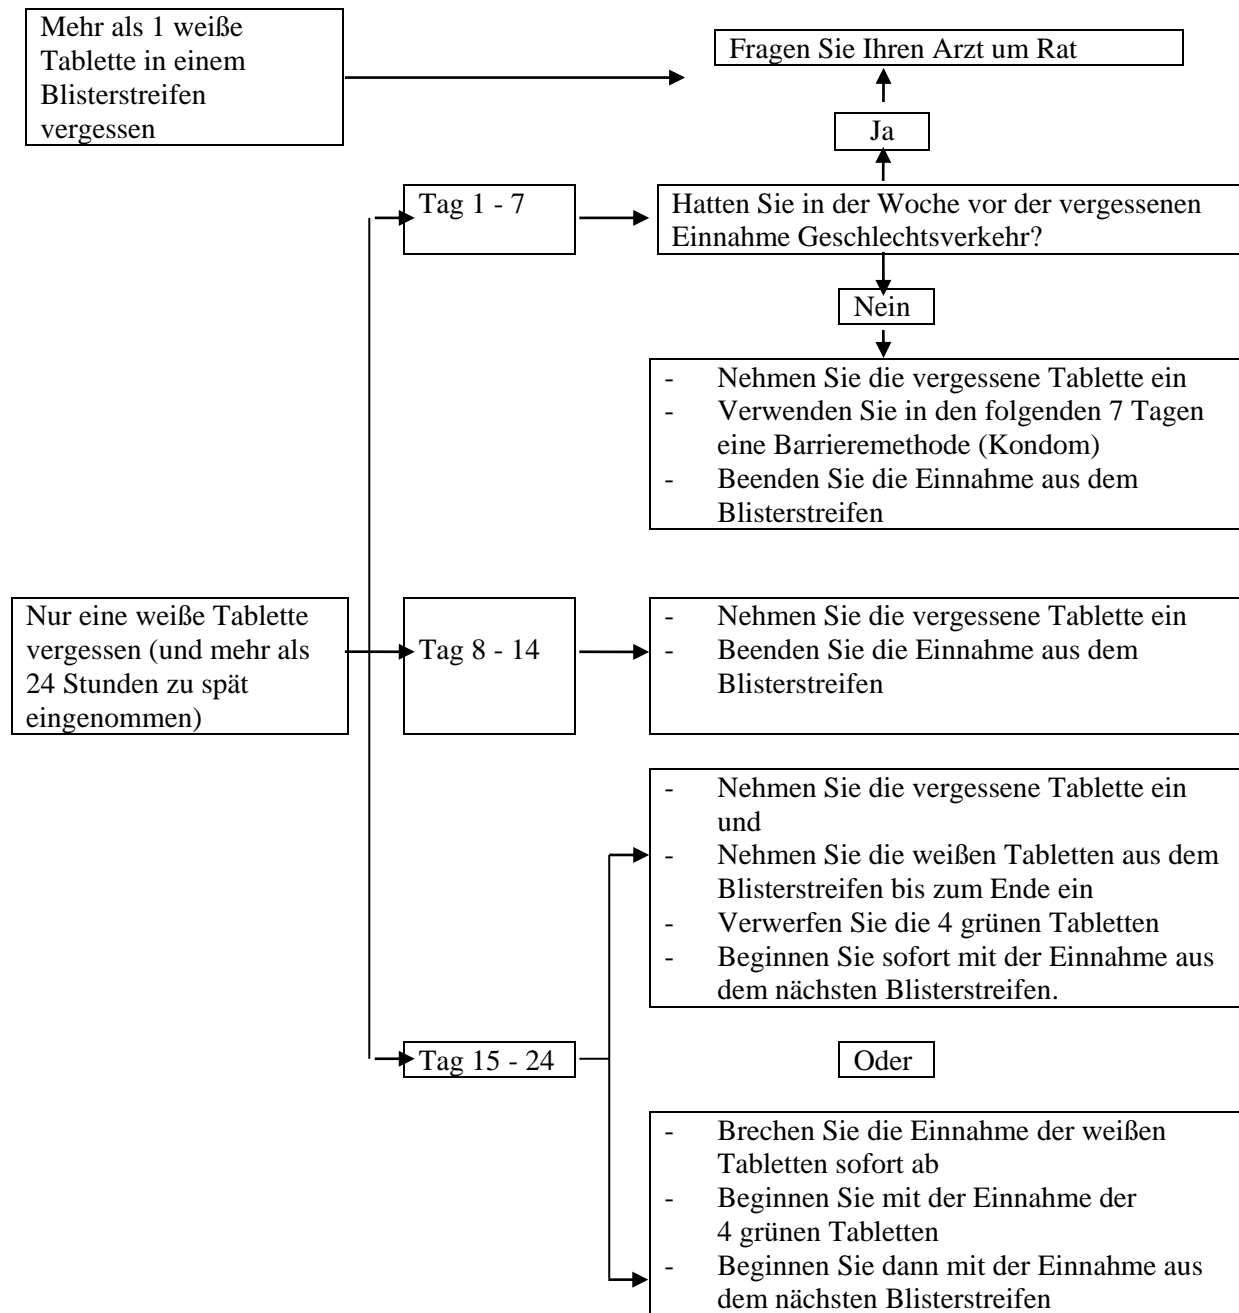 Mehr als 1 weiße
Tablette in einem
Blisterstreifen
vergessen
Fragen Sie Ihren Arzt um Rat
Ja
Tag 1 - 7
Hatten Sie in der Woche vor der vergessenen
Einnahme Geschlechtsverkehr?
Nein
- Nehmen Sie die vergessene Tablette ein
- Verwenden Sie in den folgenden 7 Tagen
eine Barrieremethode (Kondom)
- Beenden Sie die Einnahme aus dem
Blisterstreifen
Nur eine weiße Tablette
vergessen (und mehr als
24 Stunden zu spät
eingenommen)
Tag 8 - 14
- Nehmen Sie die vergessene Tablette ein
- Beenden Sie die Einnahme aus dem
Blisterstreifen
- Nehmen Sie die vergessene Tablette ein
und
- Nehmen Sie die weißen Tabletten aus dem
Blisterstreifen bis zum Ende ein
- Verwerfen Sie die 4 grünen Tabletten
- Beginnen Sie sofort mit der Einnahme aus
dem nächsten Blisterstreifen.
Tag 15 - 24
Oder
- Brechen Sie die Einnahme der weißen
Tabletten sofort ab
- Beginnen Sie mit der Einnahme der
4 grünen Tabletten
- Beginnen Sie dann mit der Einnahme aus
dem nächsten Blisterstreifen